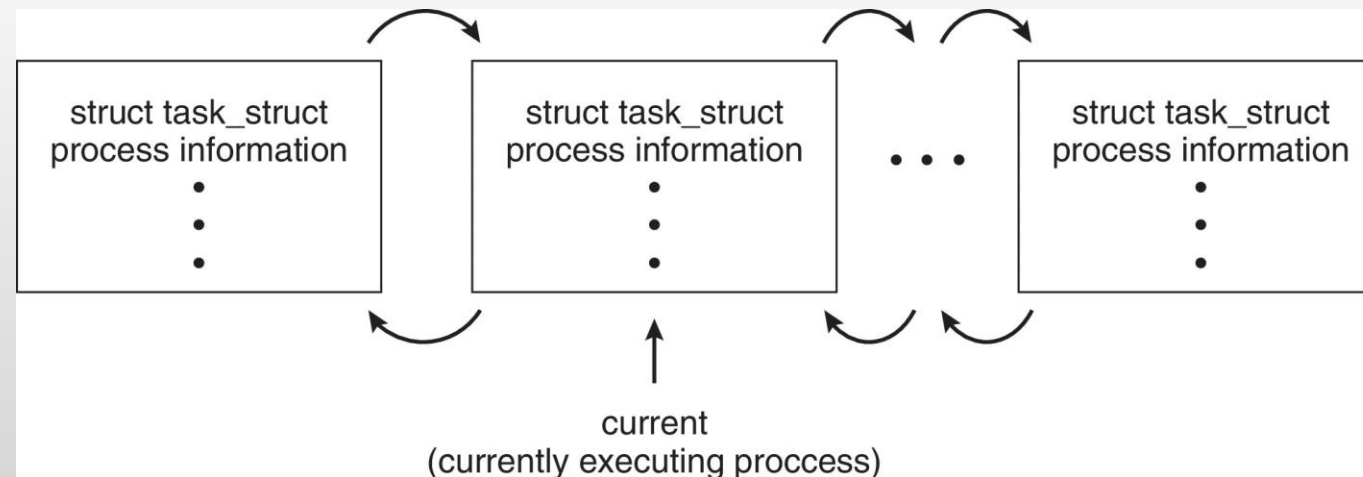 struct task_struct
process information
struct task_struct
process information
struct task_struct
process information
current
(currently executing proccess)